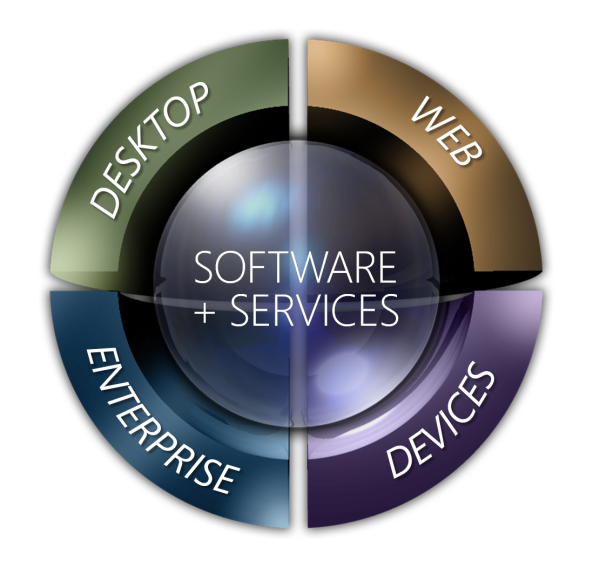 DESKTOP
WEB
SOFTWARE
+ SERVICES
ENTERPRISE
DEVICES